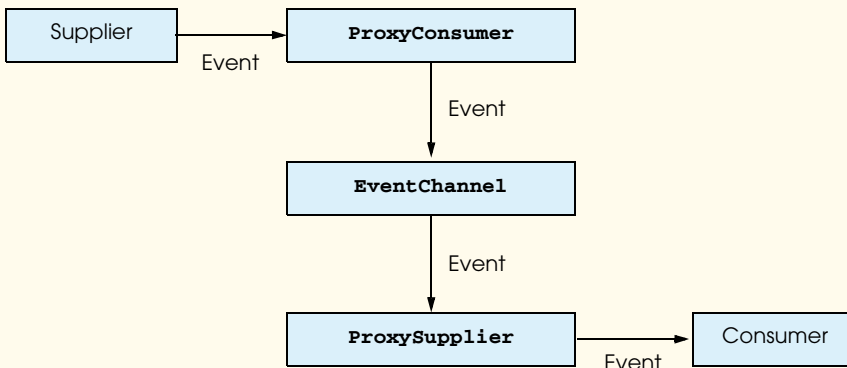 Supplier
ProxyConsumer
Event
Event
EventChannel
Event
ProxySupplier
Consumer
Event